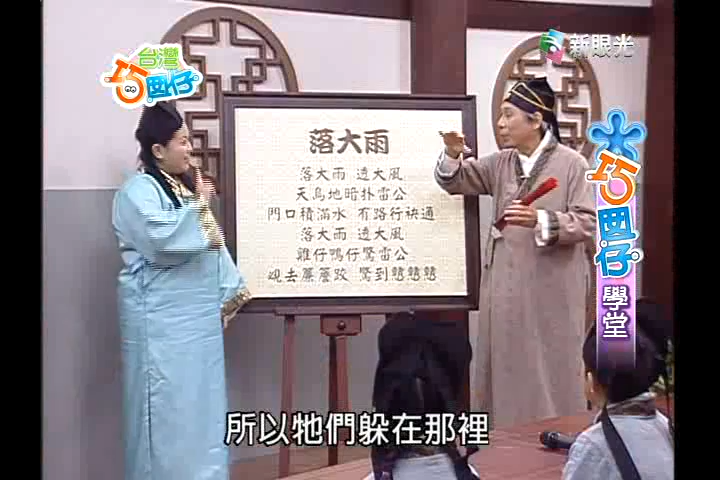 台灣
巧囡仔
新眼光
巧囡仔
學堂
落大雨
落大雨 透大風
天烏地暗扑雷公
門口積滿水 有路行袂通
落大雨 透大風
雞仔鴨仔驚雷公
覕去簾簷跤 驚到戇戇戇
所以牠們躲在那裡